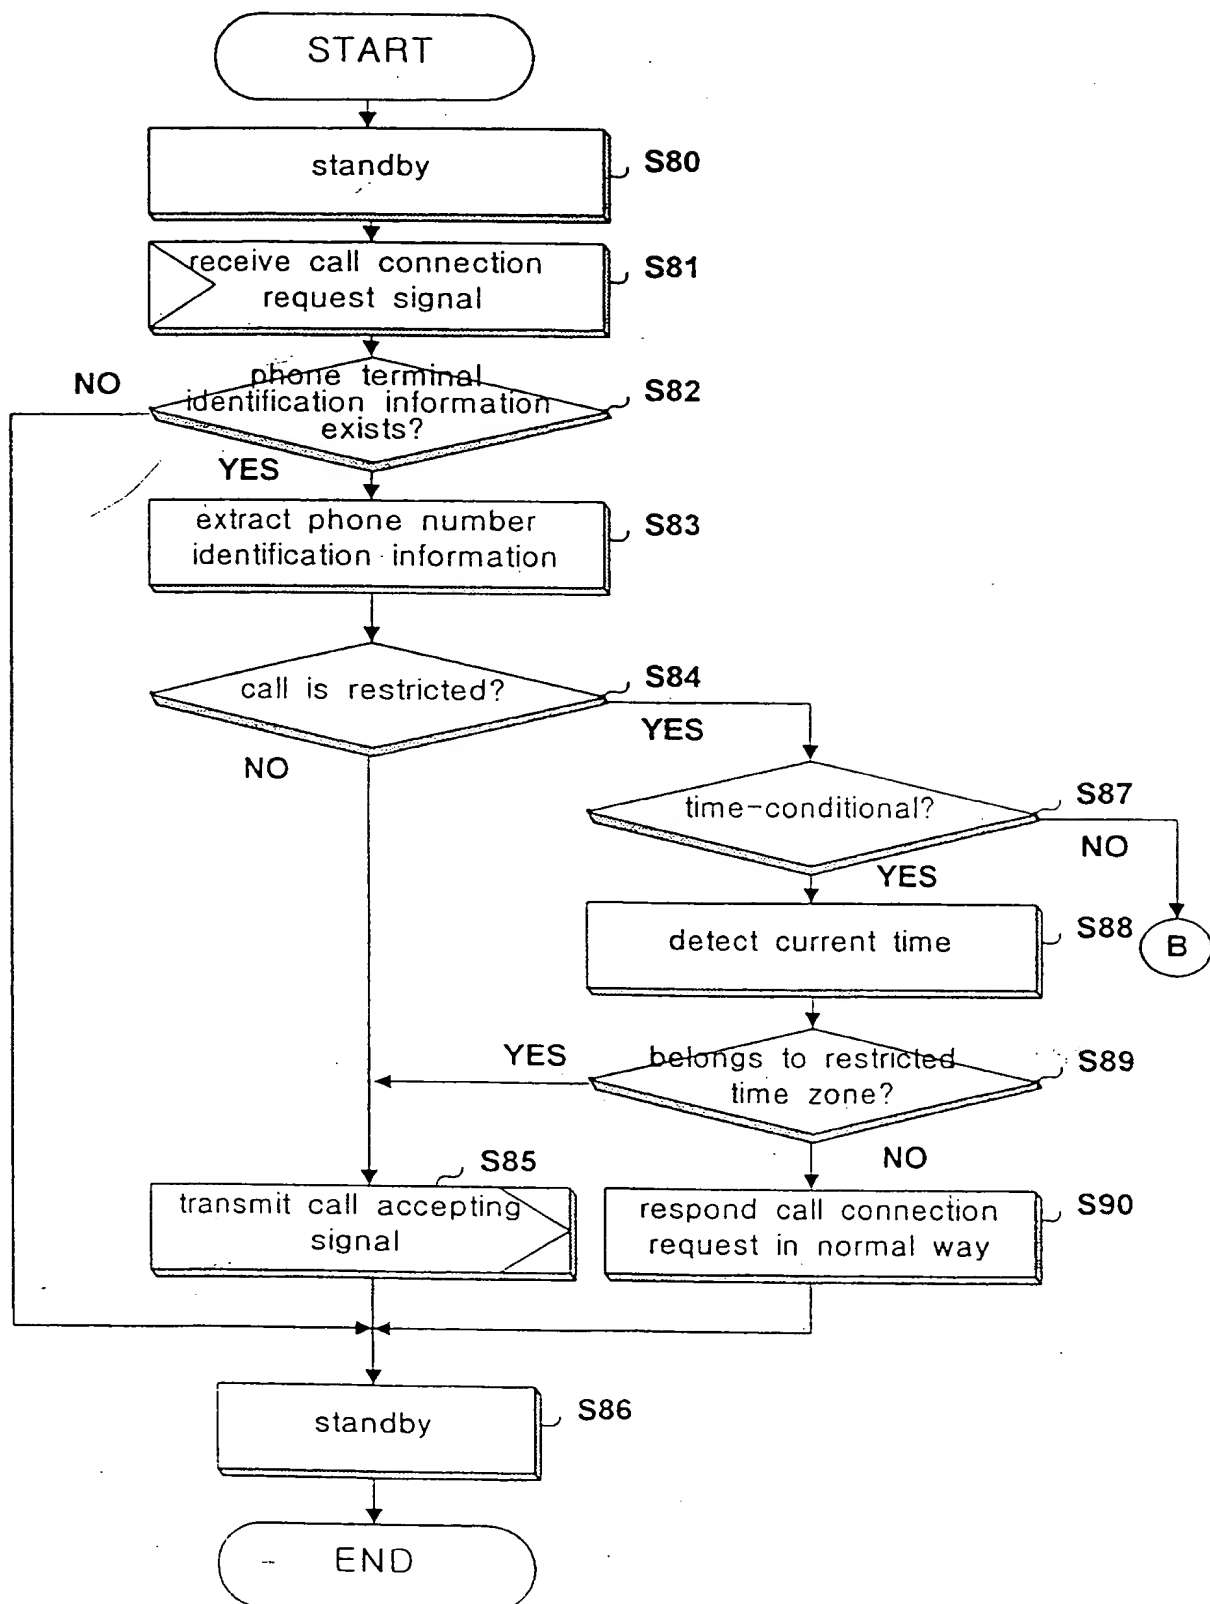 START
standby
S80
receive call connection
request signal
S81
NO
phone terminal
identification information
exists?
S82
YES
extract phone number
identification information
S83
call is restricted?
S84
YES
NO
time-conditional?
S87
NO
YES
detect current time
S88
B
YES
belongs to restricted
time zone?
S89
NO
S85
transmit call accepting
signal
respond call connection
request in normal way
S90
standby
S86
END